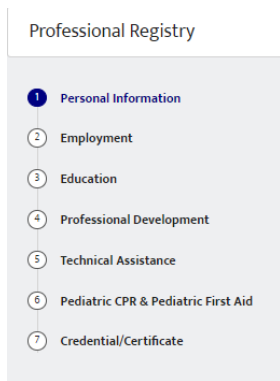 Professional Registry
1 Personal Information
2 Employment
3 Education
4 Professional Development
5 Technical Assistance
6 Pediatric CPR & Pediatric First Aid
7 Credential/Certificate